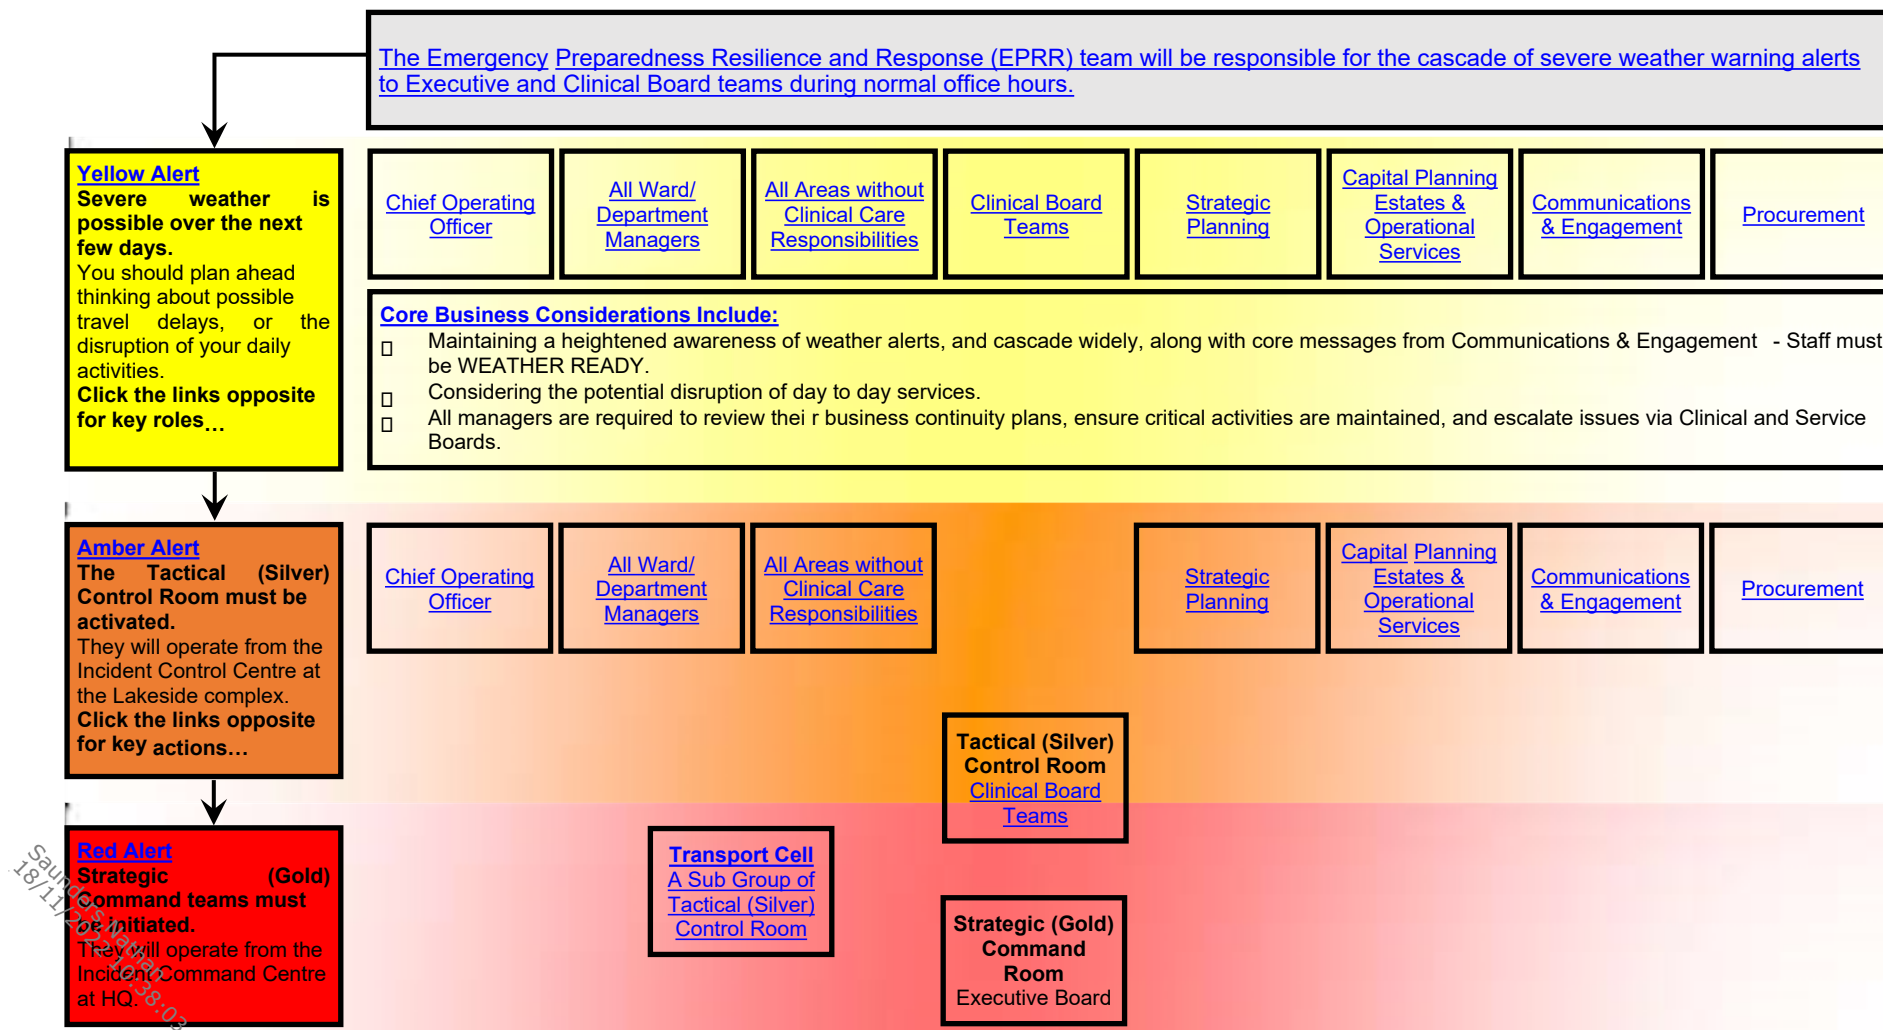 The Emergency Preparedness Resilience and Response (EPRR) team will be responsible for the cascade of severe weather warning alerts
to Executive and Clinical Board teams during normal office hours.
Yellow Alert
Severe weather is
possible over the next
few days.
You should plan ahead
thinking about possible
travel delays, or the
disruption of your daily
activities.
Click the links opposite
for key roles…
Chief Operating
Officer
All Ward/
Department
Managers
All Areas without
Clinical Care
Responsibilities
Clinical Board
Teams
Strategic
Planning
Capital Planning
Estates &
Operational
Services
Communications
& Engagement
Procurement
Core Business Considerations Include:
Maintaining a heightened awareness of weather alerts, and cascade widely, along with core messages from Communications & Engagement - Staff must
be WEATHER READY.
Considering the potential disruption of day to day services.
All managers are required to review thei r business continuity plans, ensure critical activities are maintained, and escalate issues via Clinical and Service
Boards.
Amber Alert
The Tactical (Silver)
Control Room must be
activated.
They will operate from the
Incident Control Centre at
the Lakeside complex.
Click the links opposite
for key actions…
Chief Operating
Officer
All Ward/
Department
Managers
All Areas without
Clinical Care
Responsibilities
Strategic
Planning
Capital Planning
Estates &
Operational
Services
Communications
& Engagement
Procurement
Tactical (Silver)
Control Room
Clinical Board
Teams
Red Alert
Strategic (Gold)
Command teams must
be initiated.
They will operate from the
Incident Command Centre
at HQ.
Transport Cell
A Sub Group of
Tactical (Silver)
Control Room
Strategic (Gold)
Command
Room
Executive Board
Saunders, Nathan
18/11/2022 10:38:03